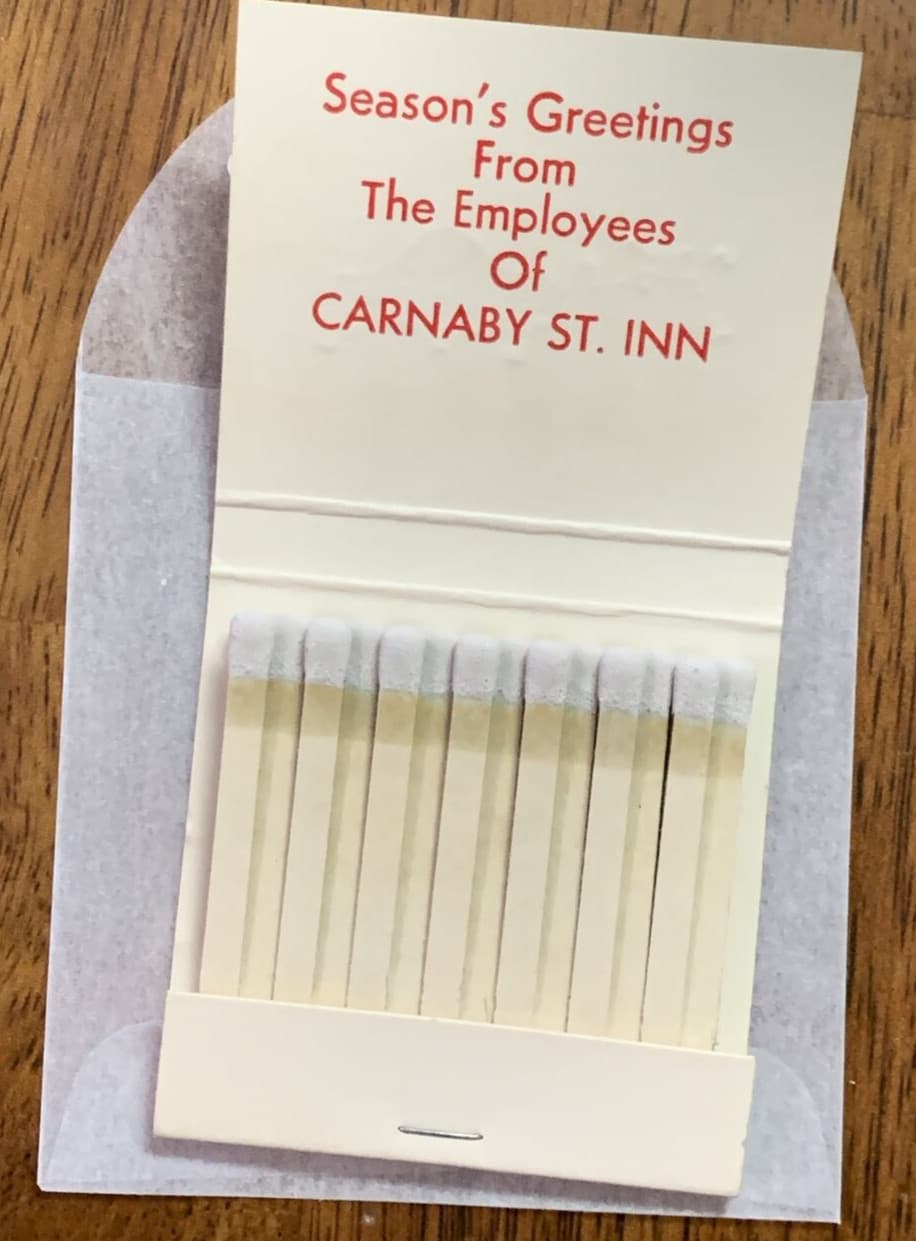 Season's Greetings
From
The Employees
Of
CARNABY ST. INN